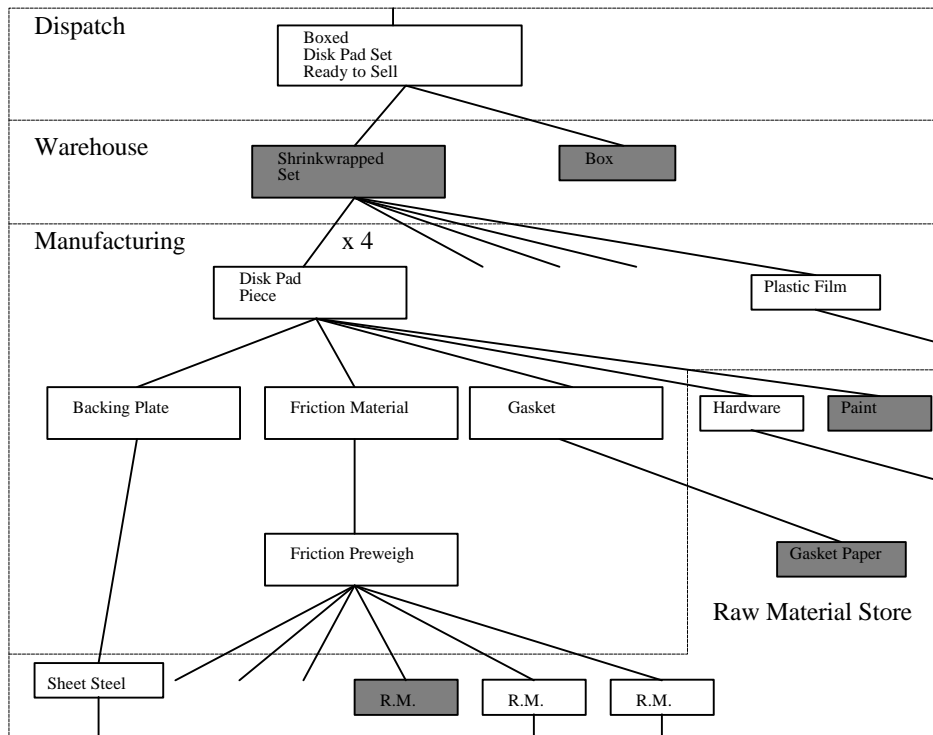 Dispatch
Boxed
Disk Pad Set
Ready to Sell
Warehouse
Shrinkwrapped
Set
Box
Manufacturing
x 4
Disk Pad
Piece
Plastic Film
Backing Plate
Friction Material
Gasket
Hardware
Paint
Friction Preweigh
Gasket Paper
Raw Material Store
Sheet Steel
R.M.
R.M.
R.M.